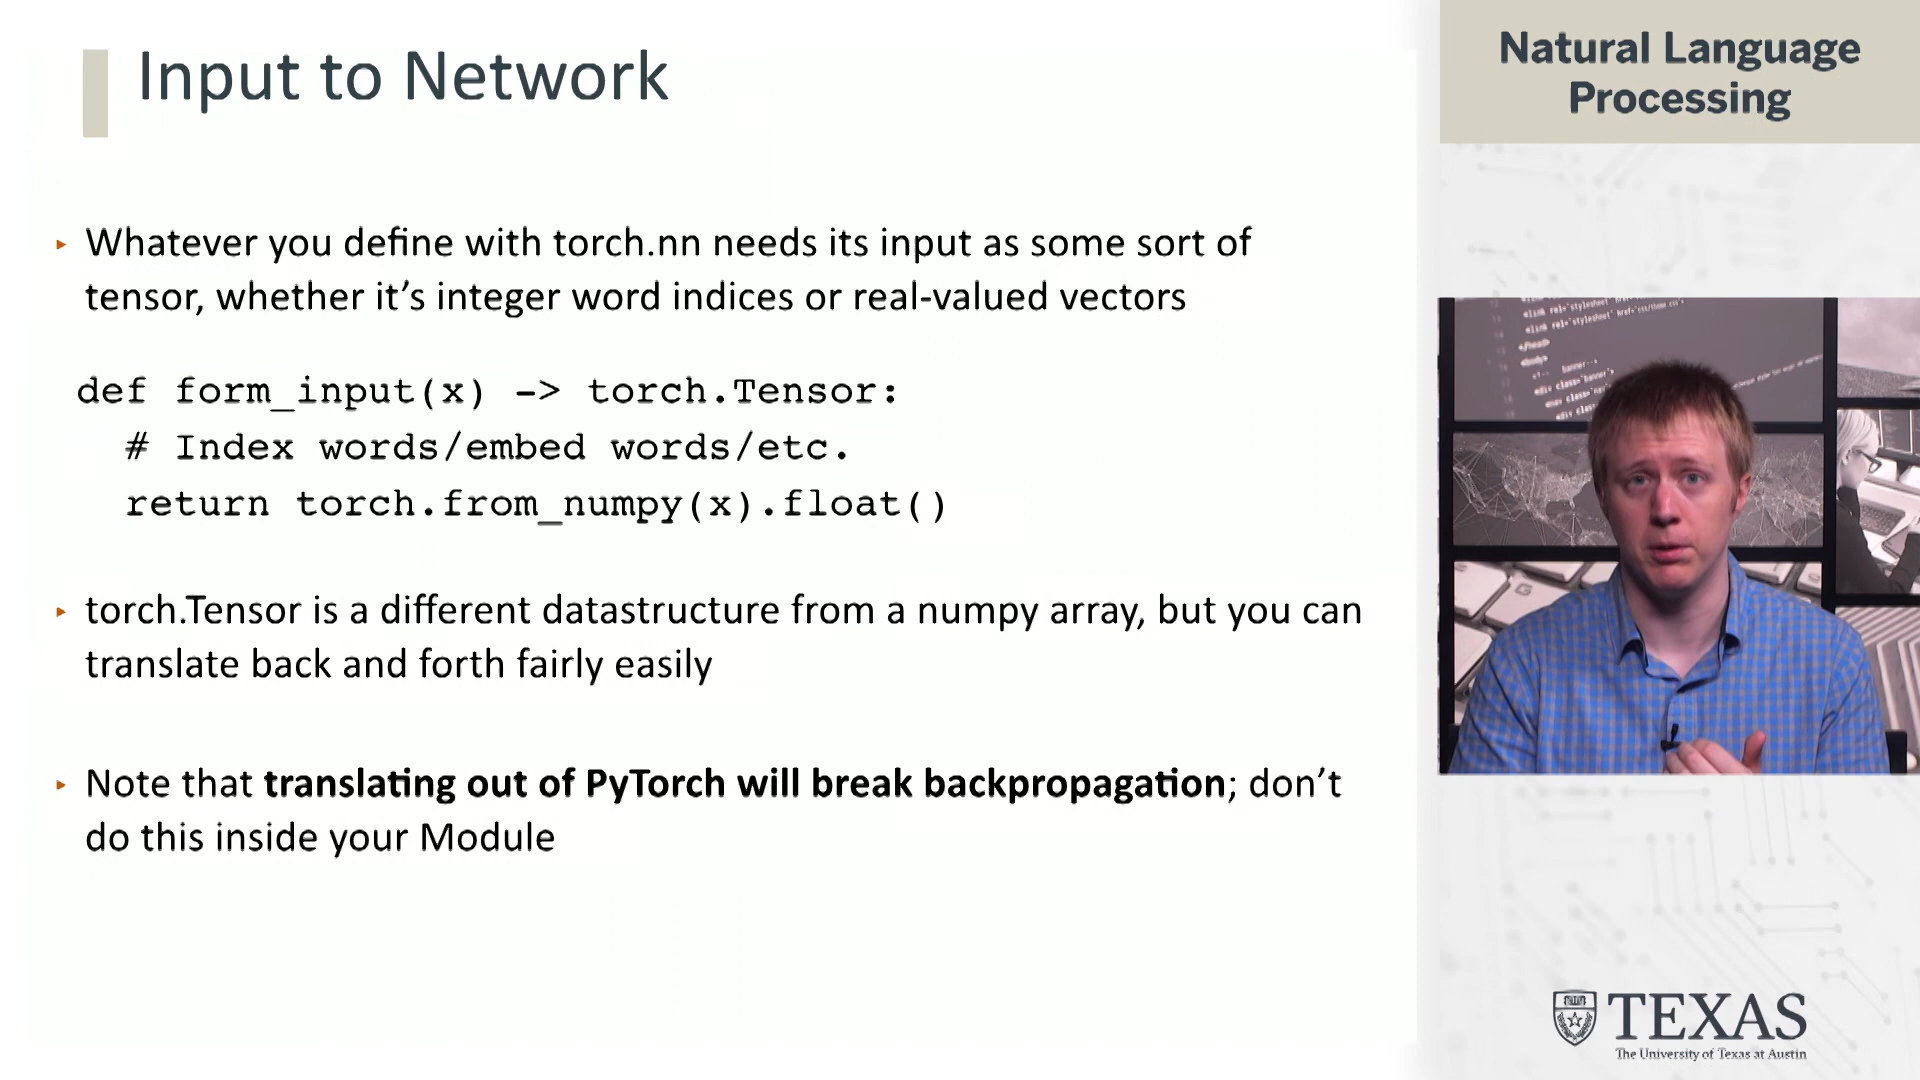 Input to Network
Natural Language
Processing
‣ Whatever you define with torch.nn needs its input as some sort of
tensor, whether it’s integer word indices or real-valued vectors
def form_input(x) -> torch.Tensor:
# Index words/embed words/etc.
return torch.from_numpy(x).float()
‣ torch.Tensor is a different datastructure from a numpy array, but you can
translate back and forth fairly easily
‣ Note that translating out of PyTorch will break backpropagation; don’t
do this inside your Module
TEXAS
The University of Texas at Austin